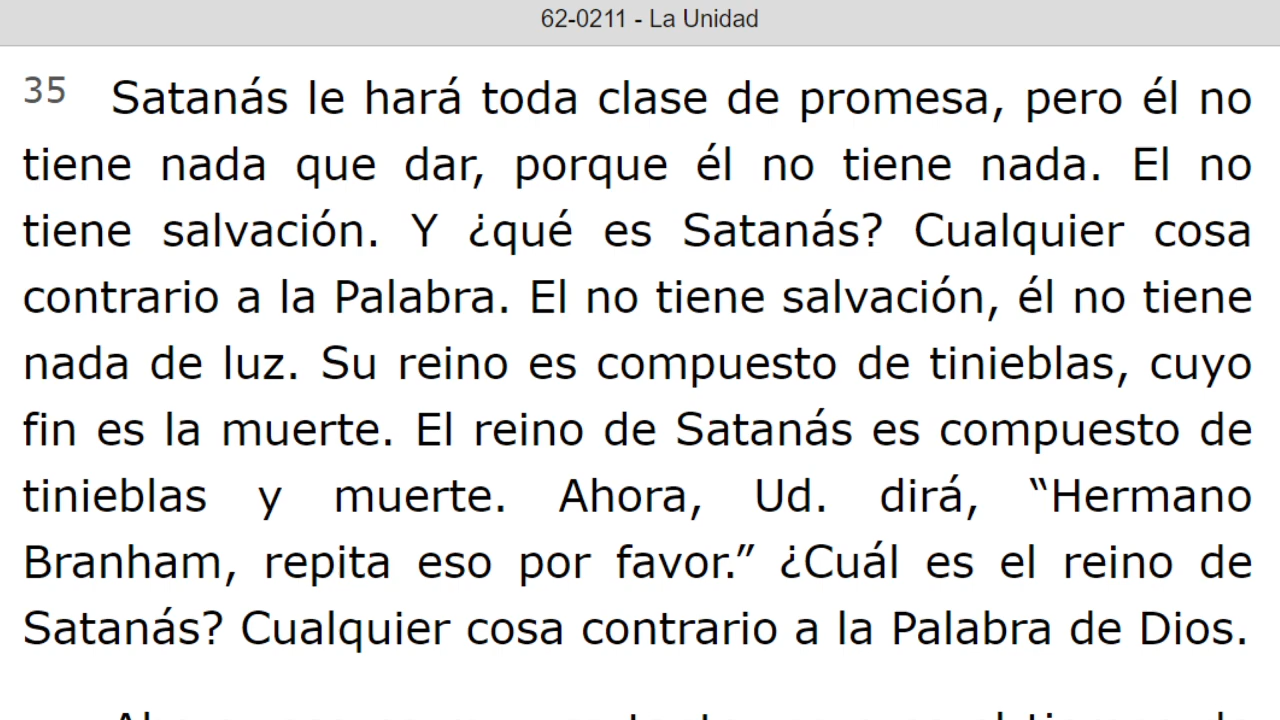 62-0211 - La Unidad
35 Satanás le hará toda clase de promesa, pero él no
tiene nada que dar, porque él no tiene nada. El no
tiene salvación. Y ¿qué es Satanás? Cualquier cosa
contrario a la Palabra. El no tiene salvación, él no tiene
nada de luz. Su reino es compuesto de tinieblas, cuyo
fin es la muerte. El reino de Satanás es compuesto de
tinieblas y muerte. Ahora, Ud. dirá, “Hermano
Branham, repita eso por favor.” ¿Cuál es el reino de
Satanás? Cualquier cosa contrario a la Palabra de Dios.